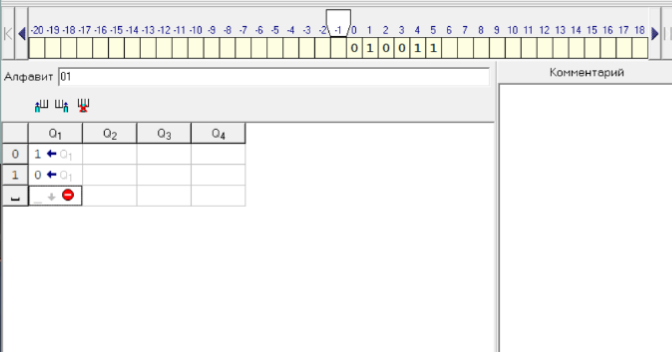 -20 -19 -18 -17 -16 -15 -14 -13 -12 -11 -10 -9 -8 -7 -6 -5 -4 -3 -2 -1 0 1 2 3 4 5 6 7 8 9 10 11 12 13 14 15 16 17 18
0 1 0 0 1 1
Алфавит 01
Комментарий
Q1 Q2 Q3 Q4
0 1 ← Q1
1 0 ← Q1
␣ _